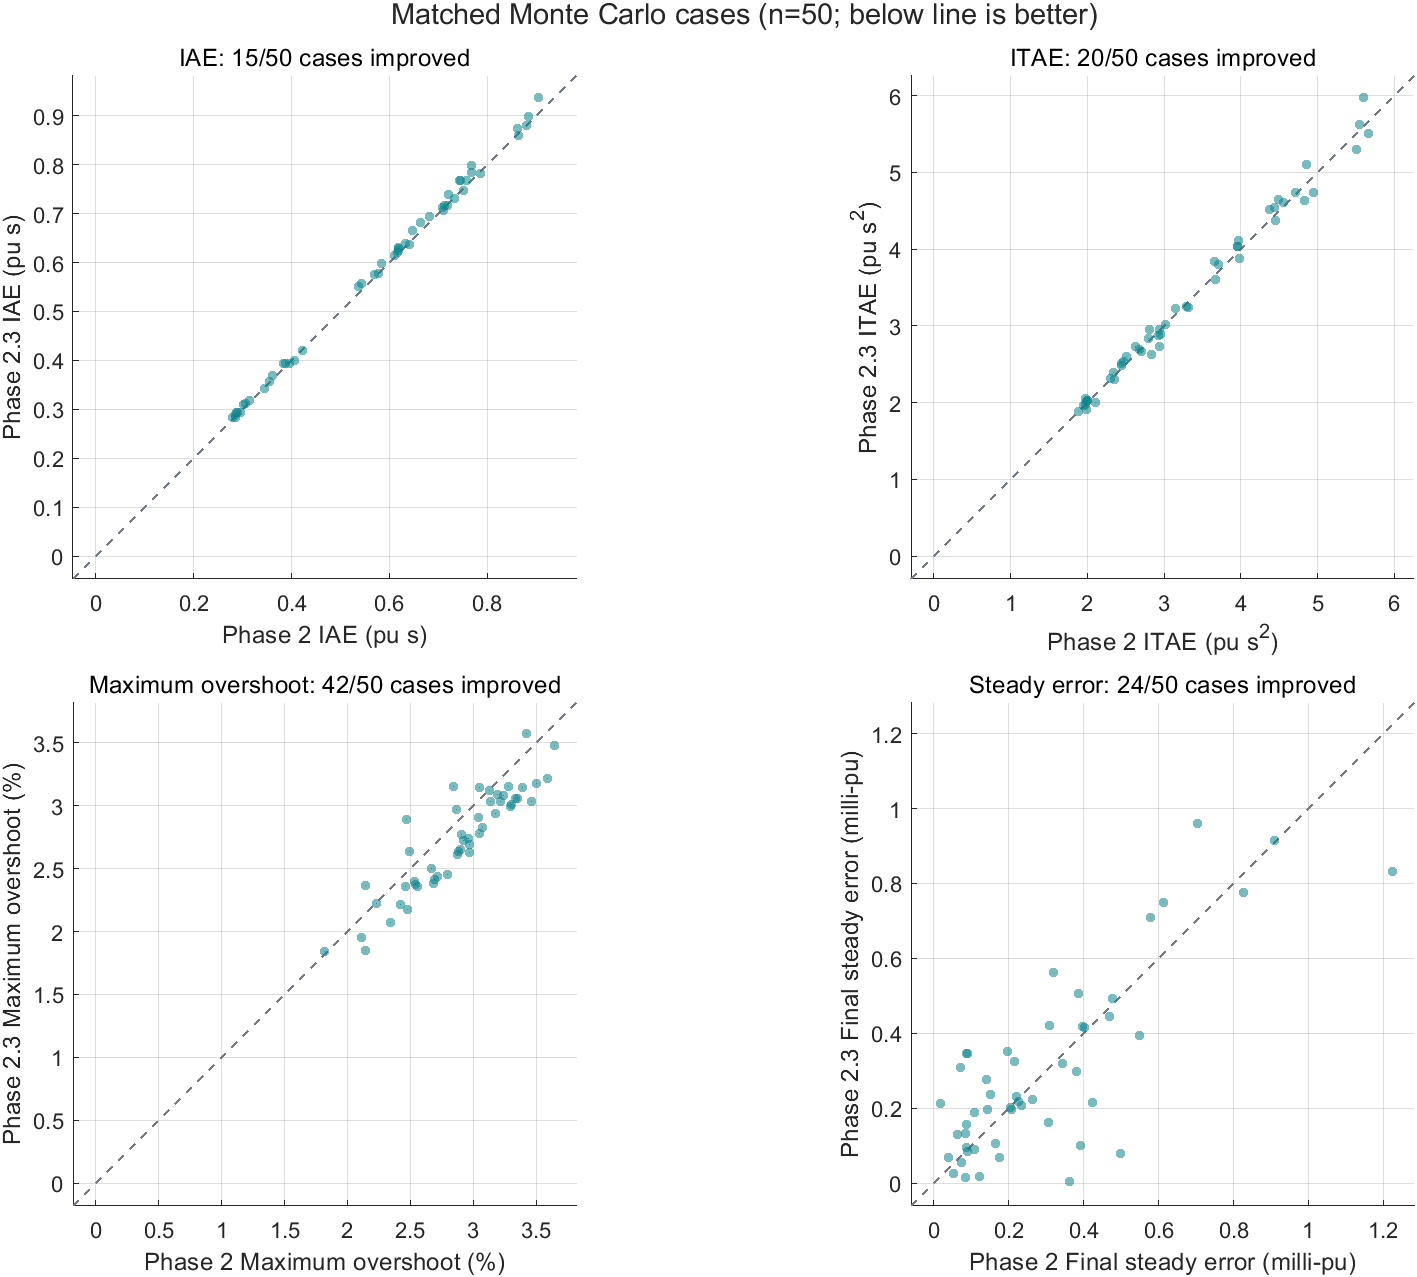 Matched Monte Carlo cases (n=50; below line is better)
IAE: 15/50 cases improved
Phase 2.3 IAE (pu s)
0.9
0.8
0.7
0.6
0.5
0.4
0.3
0.2
0.1
0
0 0.2 0.4 0.6 0.8
Phase 2 IAE (pu s)
ITAE: 20/50 cases improved
Phase 2.3 ITAE (pu s²)
6
5
4
3
2
1
0
0 1 2 3 4 5 6
Phase 2 ITAE (pu s²)
Maximum overshoot: 42/50 cases improved
Phase 2.3 Maximum overshoot (%)
3.5
3
2.5
2
1.5
1
0.5
0
0 0.5 1 1.5 2 2.5 3 3.5
Phase 2 Maximum overshoot (%)
Steady error: 24/50 cases improved
Phase 2.3 Final steady error (milli-pu)
1.2
1
0.8
0.6
0.4
0.2
0
0 0.2 0.4 0.6 0.8 1 1.2
Phase 2 Final steady error (milli-pu)